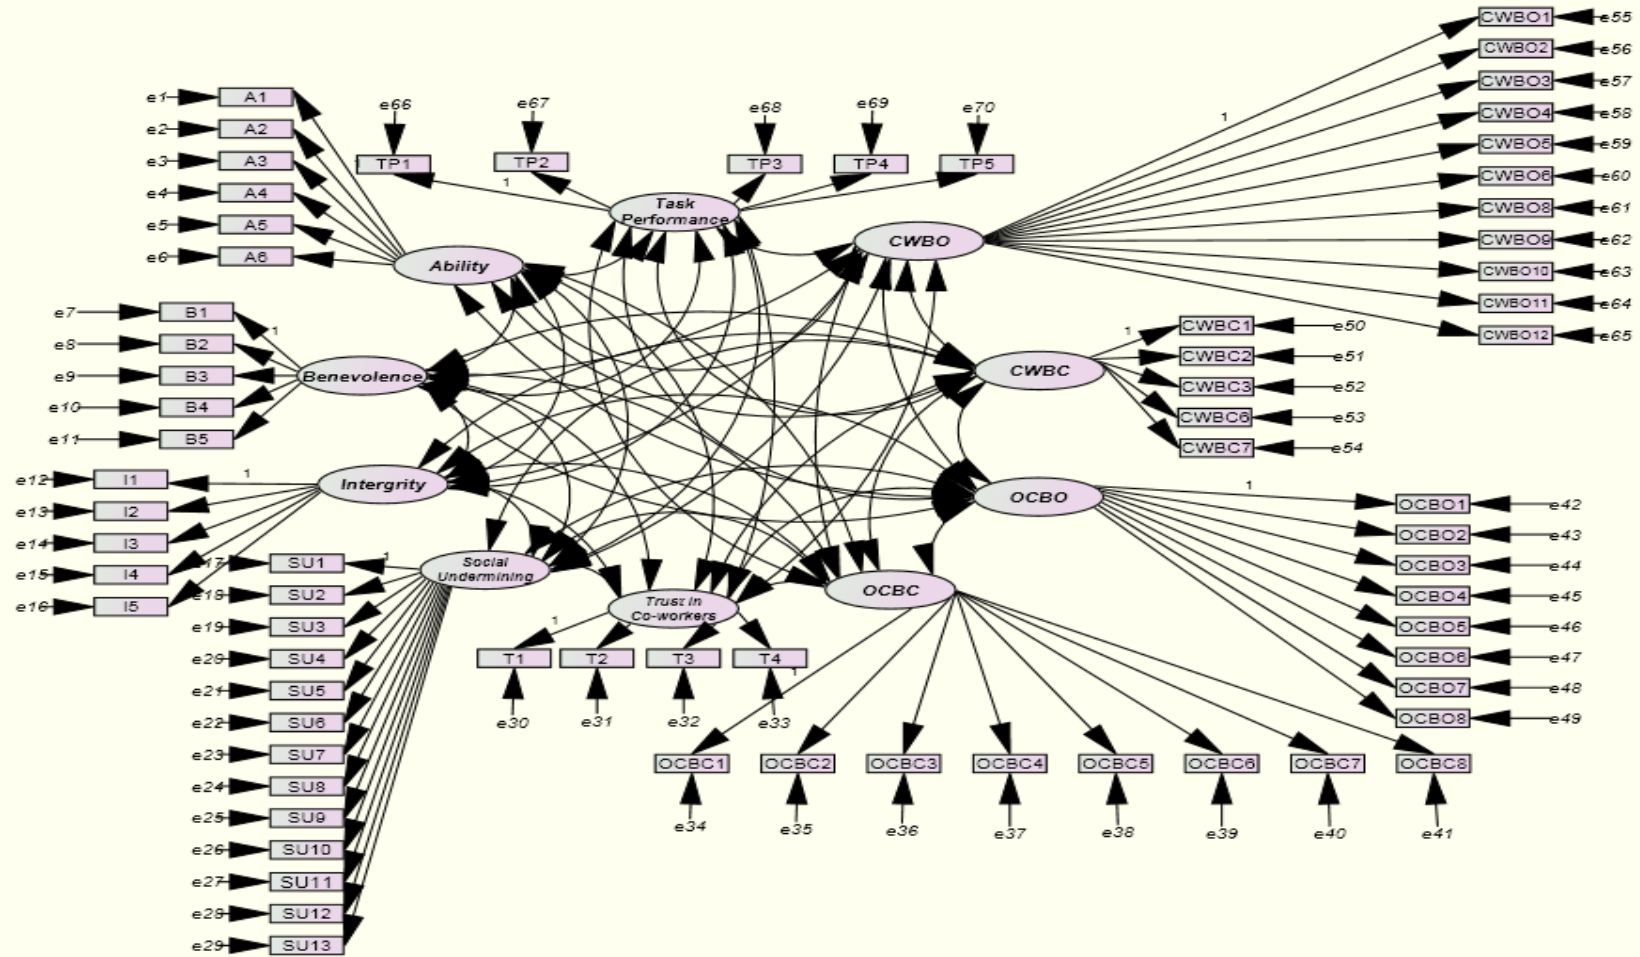 e1 A1
e2 A2
e3 A3
e4 A4
e5 A5
e6 A6
e66 e67 e68 e69 e70
1 TP1 TP2 TP3 TP4 TP5
1
Task
Performance
CWBO
1
CWBO1 e55
CWBO2 e56
CWBO3 e57
CWBO4 e58
CWBO5 e59
CWBO6 e60
CWBO8 e61
CWBO9 e62
CWBO10 e63
CWBO11 e64
CWBO12 e65
Ability
e7 B1 1
e8 B2
e9 B3
e10 B4
e11 B5
Benevolence
CWBC
1 CWBC1 e50
CWBC2 e51
CWBC3 e52
CWBC6 e53
CWBC7 e54
e12 I1 1
e13 I2
e14 I3
e15 I4
e16 I5
Intergrity
OCBO
1
OCBO1 e42
OCBO2 e43
OCBO3 e44
OCBO4 e45
OCBO5 e46
OCBO6 e47
OCBO7 e48
OCBO8 e49
Social
Undermining
17 SU1 1
e18 SU2
e19 SU3
e20 SU4
e21 SU5
e22 SU6
e23 SU7
e24 SU8
e25 SU9
e26 SU10
e27 SU11
e28 SU12
e29 SU13
Trust in
Co-workers
1
T1 T2 T3 T4
e30 e31 e32 e33
OCBC
1
OCBC1 OCBC2 OCBC3 OCBC4 OCBC5 OCBC6 OCBC7 OCBC8
e34 e35 e36 e37 e38 e39 e40 e41